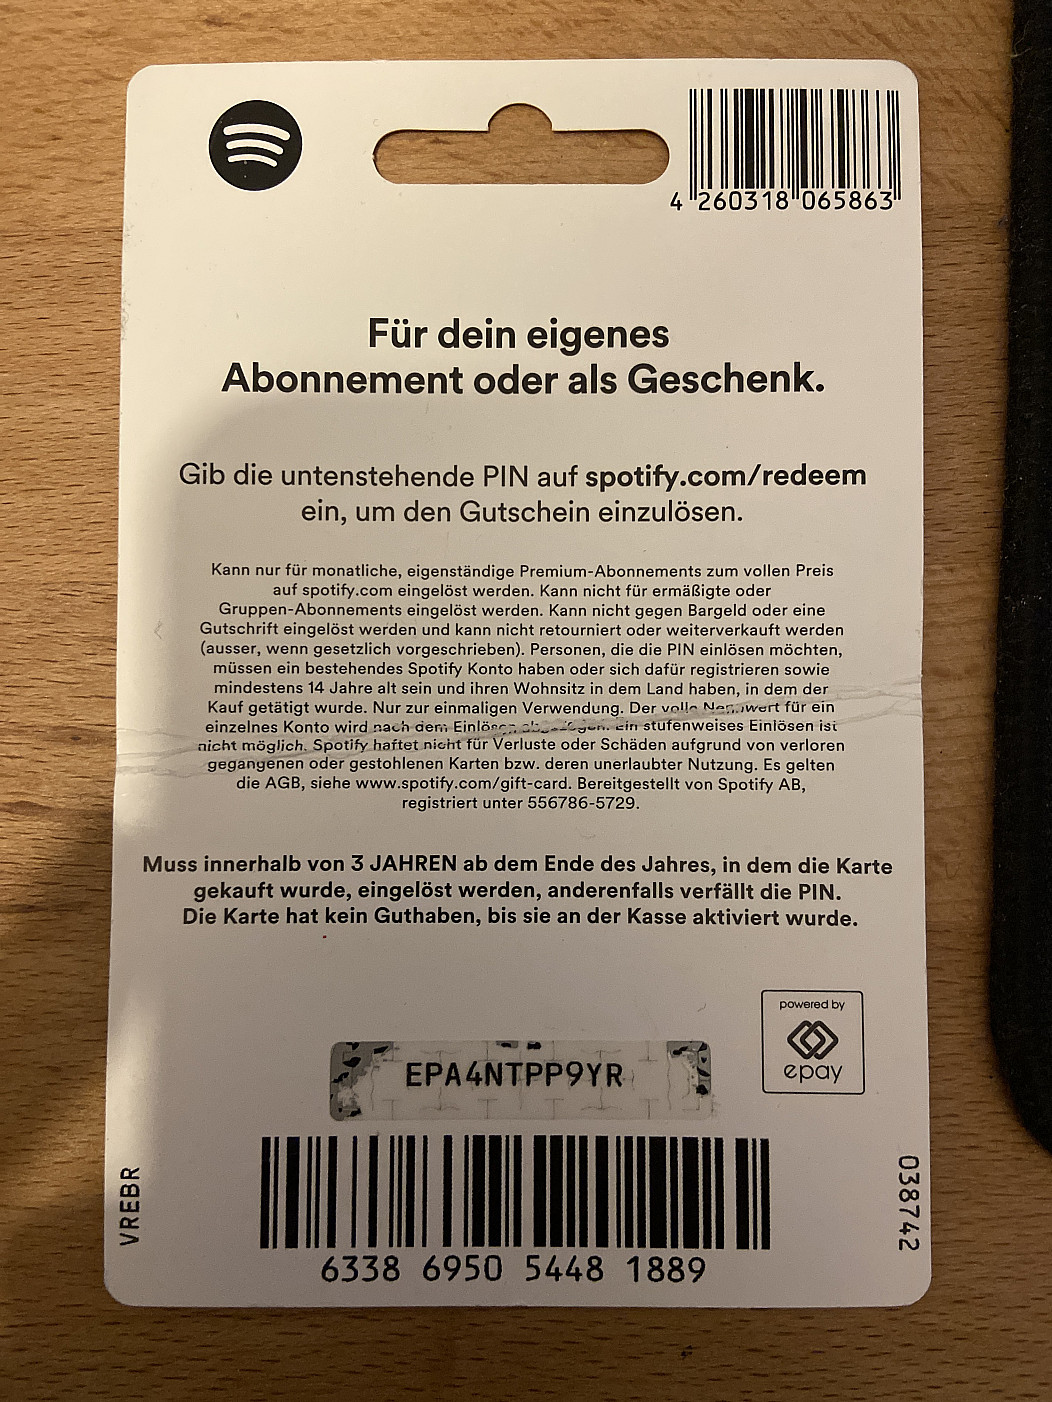 4 260318 065863
Für dein eigenes
Abonnement oder als Geschenk.
Gib die untenstehende PIN auf spotify.com/redeem
ein, um den Gutschein einzulösen.
Kann nur für monatliche, eigenständige Premium-Abonnements zum vollen Preis
auf spotify.com eingelöst werden. Kann nicht für ermäßigte oder
Gruppen-Abonnements eingelöst werden. Kann nicht gegen Bargeld oder eine
Gutschrift eingelöst werden und kann nicht retourniert oder weiterverkauft werden
(ausser, wenn gesetzlich vorgeschrieben). Personen, die die PIN einlösen möchten,
müssen ein bestehendes Spotify Konto haben oder sich dafür registrieren sowie
mindestens 14 Jahre alt sein und ihren Wohnsitz in dem Land haben, in dem der
Kauf getätigt wurde. Nur zur einmaligen Verwendung. Der volle Nennwert für ein
einzelnes Konto wird nach dem Einlösen abgezogen. Ein stufenweises Einlösen ist
nicht möglich. Spotify haftet nicht für Verluste oder Schäden aufgrund von verloren
gegangenen oder gestohlenen Karten bzw. deren unerlaubter Nutzung. Es gelten
die AGB, siehe www.spotify.com/gift-card. Bereitgestellt von Spotify AB,
registriert unter 556786-5729.
Muss innerhalb von 3 JAHREN ab dem Ende des Jahres, in dem die Karte
gekauft wurde, eingelöst werden, anderenfalls verfällt die PIN.
Die Karte hat kein Guthaben, bis sie an der Kasse aktiviert wurde.
powered by
epay
EPA4NTPP9YR
VREBR
038742
6338 6950 5448 1889